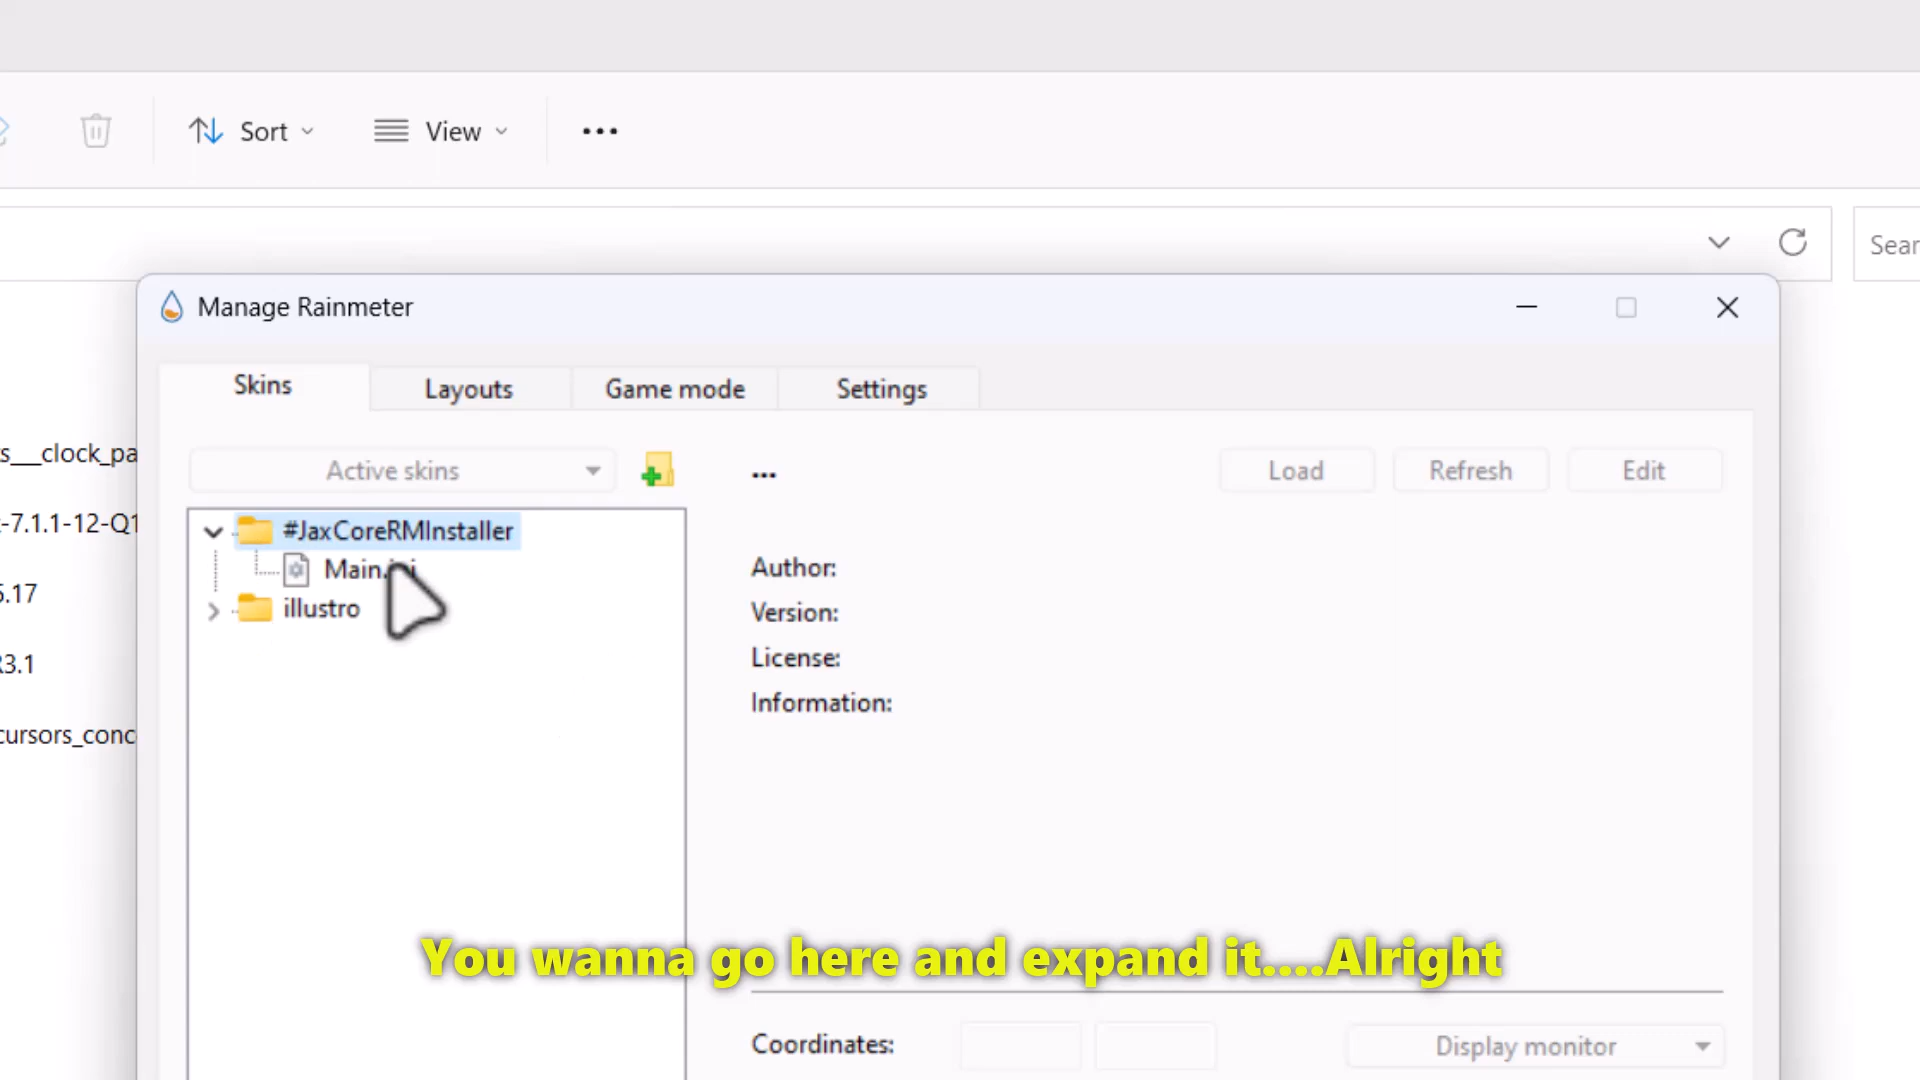 Sort
View
Sear
Manage Rainmeter
Skins
Layouts
Game mode
Settings
s__clock_pa
Active skins
...
Load
Refresh
Edit
-7.1.1-12-Q1
#JaxCoreRMInstaller
Main.ini
illustro
Author:
Version:
License:
Information:
.17
3.1
cursors_conc
You wanna go here and expand it....Alright
Coordinates:
Display monitor